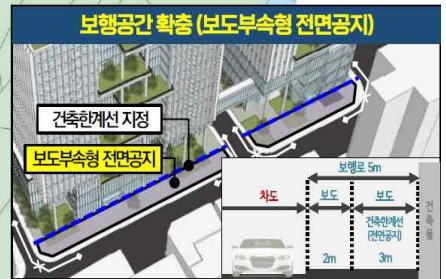 보행공간 확충 (보도부속형 전면공지)
건축한계선 지정
보도부속형 전면공지
보행로 5m
차도
보도
보도
건축한계선
(전면공지)
건축물
2m
3m